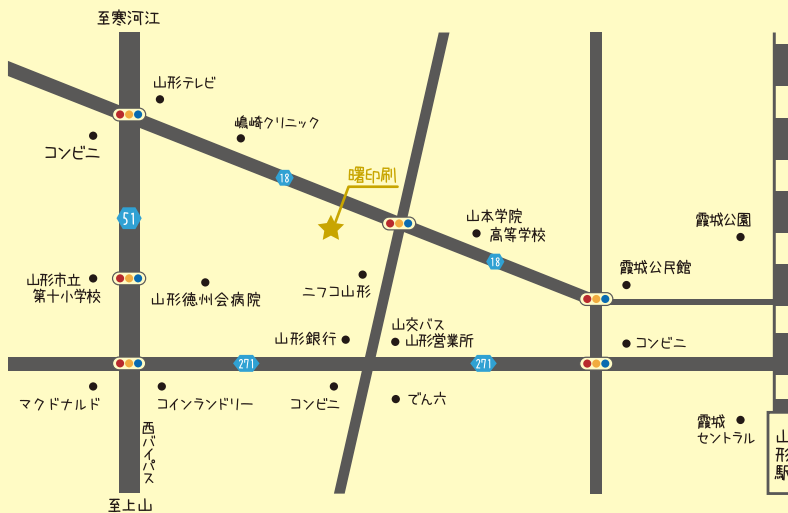 至寒河江
山形テレビ
嶋崎クリニック
コンビニ
18
曙印刷
51
山本学院
高等学校
霞城公園
18
霞城公民館
山形市立
第十小学校
山形徳州会病院
ニフコ山形
山交バス
山形営業所
山形銀行
コンビニ
271
271
マクドナルド
コインランドリー
コンビニ
でん六
霞城
セントラル
西バイパス
山形駅
至上山